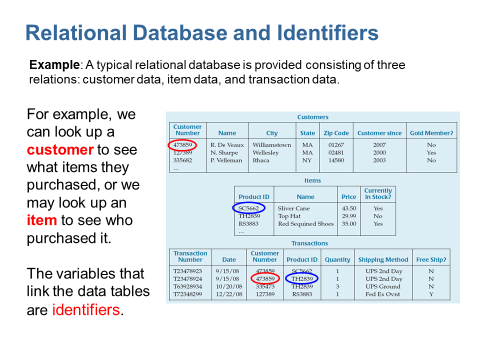 Relational Database and Identifiers
Example: A typical relational database is provided consisting of three
relations: customer data, item data, and transaction data.
For example, we
can look up a
customer to see
what items they
purchased, or we
may look up an
item to see who
purchased it.
The variables that
link the data tables
are identifiers.
Customers
Customer Number Name City State Zip Code Customer since Gold Member?
473859 R. De Veaux Williamstown MA 01267 2007 No
127389 N. Sharpe Wellesley MA 02481 2000 Yes
335682 P. Velleman Ithaca NY 14580 2003 No
...
Items
Product ID Name Price Currently In Stock?
SC5662 Silver Cane 43.50 Yes
TH2839 Top Hat 29.99 No
RS3883 Red Sequined Shoes 35.00 Yes
...
Transactions
Transaction Number Date Customer Number Product ID Quantity Shipping Method Free Ship?
T23478923 9/15/08 473859 SC5662 1 UPS 2nd Day N
T23478924 9/15/08 473859 TH2839 1 UPS 2nd Day N
T63928934 10/20/08 335473 TH2839 3 UPS Ground N
T72348299 12/22/08 127389 RS3883 1 Fed Ex Ovnt Y